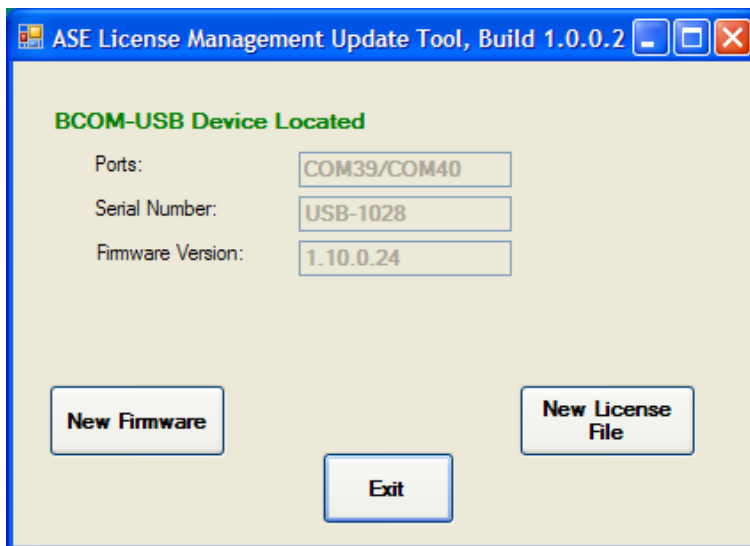 ASE License Management Update Tool, Build 1.0.0.2
BCOM-USB Device Located
Ports: COM39/COM40
Serial Number: USB-1028
Firmware Version: 1.10.0.24
New Firmware
New License
File
Exit